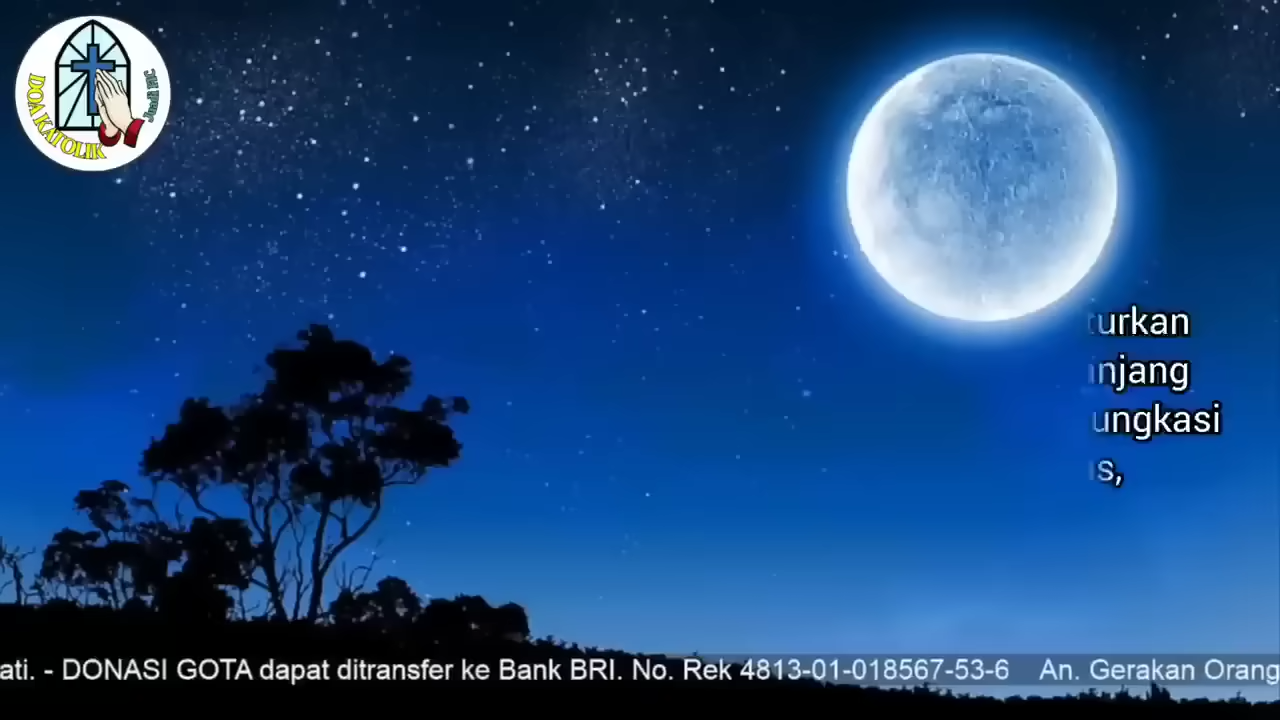 DOA KATOLIK
turkan
njang
ungkasi
s,
ati. - DONASI GOTA dapat ditransfer ke Bank BRI. No. Rek 4813-01-018567-53-6 An. Gerakan Orang